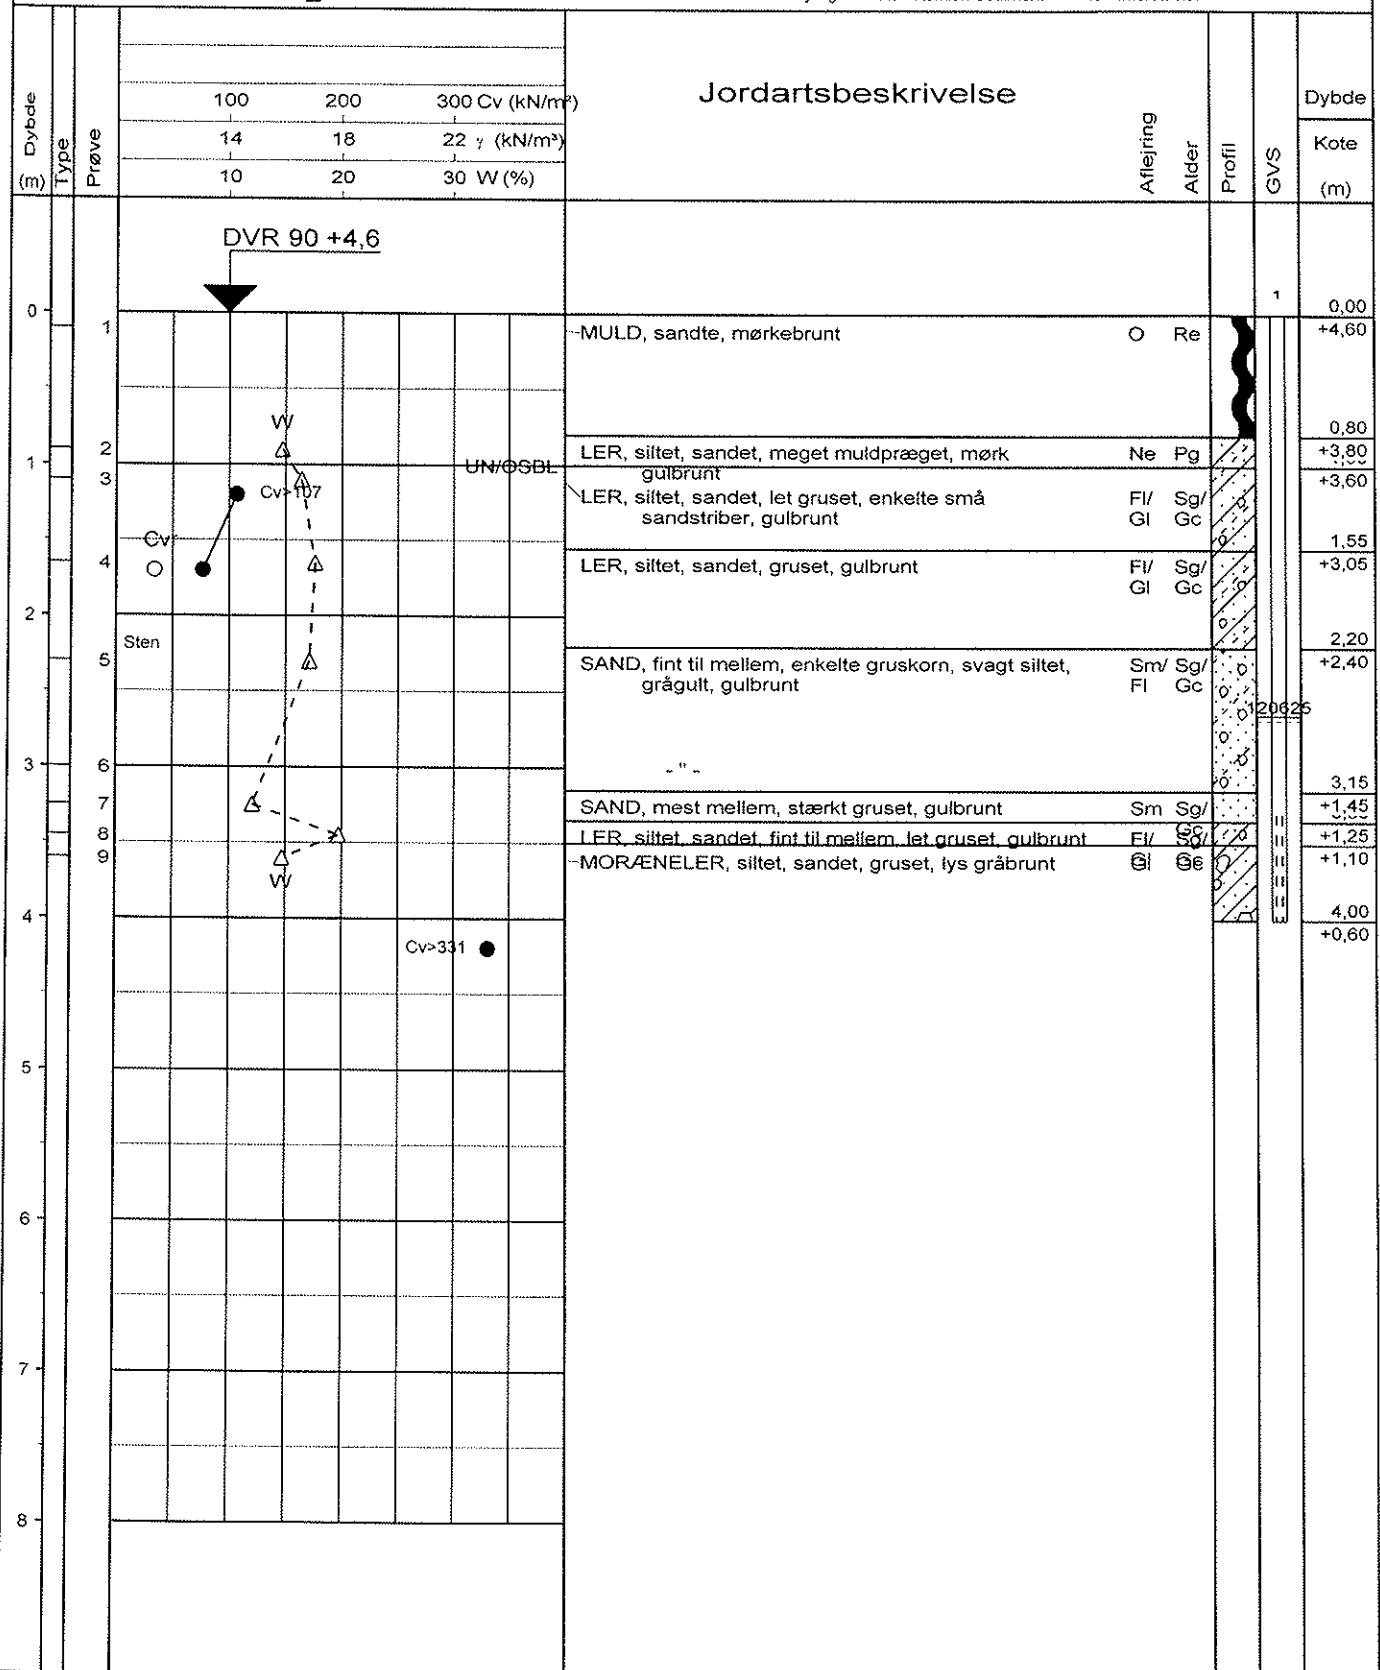 Jordartsbeskrivelse
Dybde
(m)
Type
Prøve
100 200 300 Cv (kN/m²)
14 18 22 γ (kN/m³)
10 20 30 W (%)
Aflejring
Alder
Profil
GVS
Dybde
Kote
(m)
DVR 90 +4,6
1
0 0,00
1 MULD, sandte, mørkebrunt O Re +4,60
W 0,80
2 LER, siltet, sandet, meget muldpræget, mørk Ne Pg +3,80
1 UN/OSBL gulbrunt
3 +3,60
Cv>107 LER, siltet, sandet, let gruset, enkelte små Fl/ Sg/
sandstriber, gulbrunt Gl Gc
Cv 1,55
4 LER, siltet, sandet, gruset, gulbrunt Fl/ Sg/ +3,05
Gl Gc
2
Sten 2,20
5 SAND, fint til mellem, enkelte gruskorn, svagt siltet, Sm/ Sg/ +2,40
grågult, gulbrunt Fl Gc
120625
3 6 - " -
3,15
7 SAND, mest mellem, stærkt gruset, gulbrunt Sm Sg/ +1,45
Gc
8 LER, siltet, sandet, fint til mellem, let gruset, gulbrunt Fl/ Sg/ +1,25
9 MORÆNELER, siltet, sandet, gruset, lys gråbrunt Gl Gc +1,10
W
4 4,00
+0,60
Cv>331
5
6
7
8